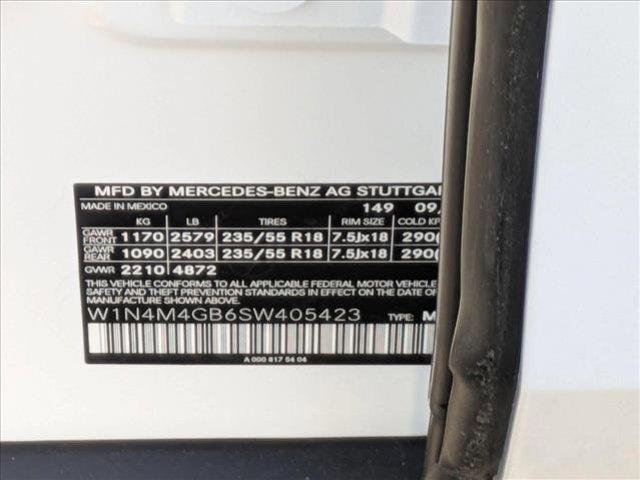 MFD BY MERCEDES-BENZ AG STUTTGA
MADE IN MEXICO 149 09
KG LB TIRES RIM SIZE COLD KP
GAWR FRONT 1170 2579 235/55 R18 7.5Jx18 290
GAWR REAR 1090 2403 235/55 R18 7.5Jx18 290
GVWR 2210 4872
THIS VEHICLE CONFORMS TO ALL APPLICABLE FEDERAL MOTOR VEHICLE
SAFETY AND THEFT PREVENTION STANDARDS IN EFFECT ON THE DATE
MANUFACTURE SHOWN ABOVE.
W1N4M4GB6SW405423 TYPE: M
A 000 817 54 04